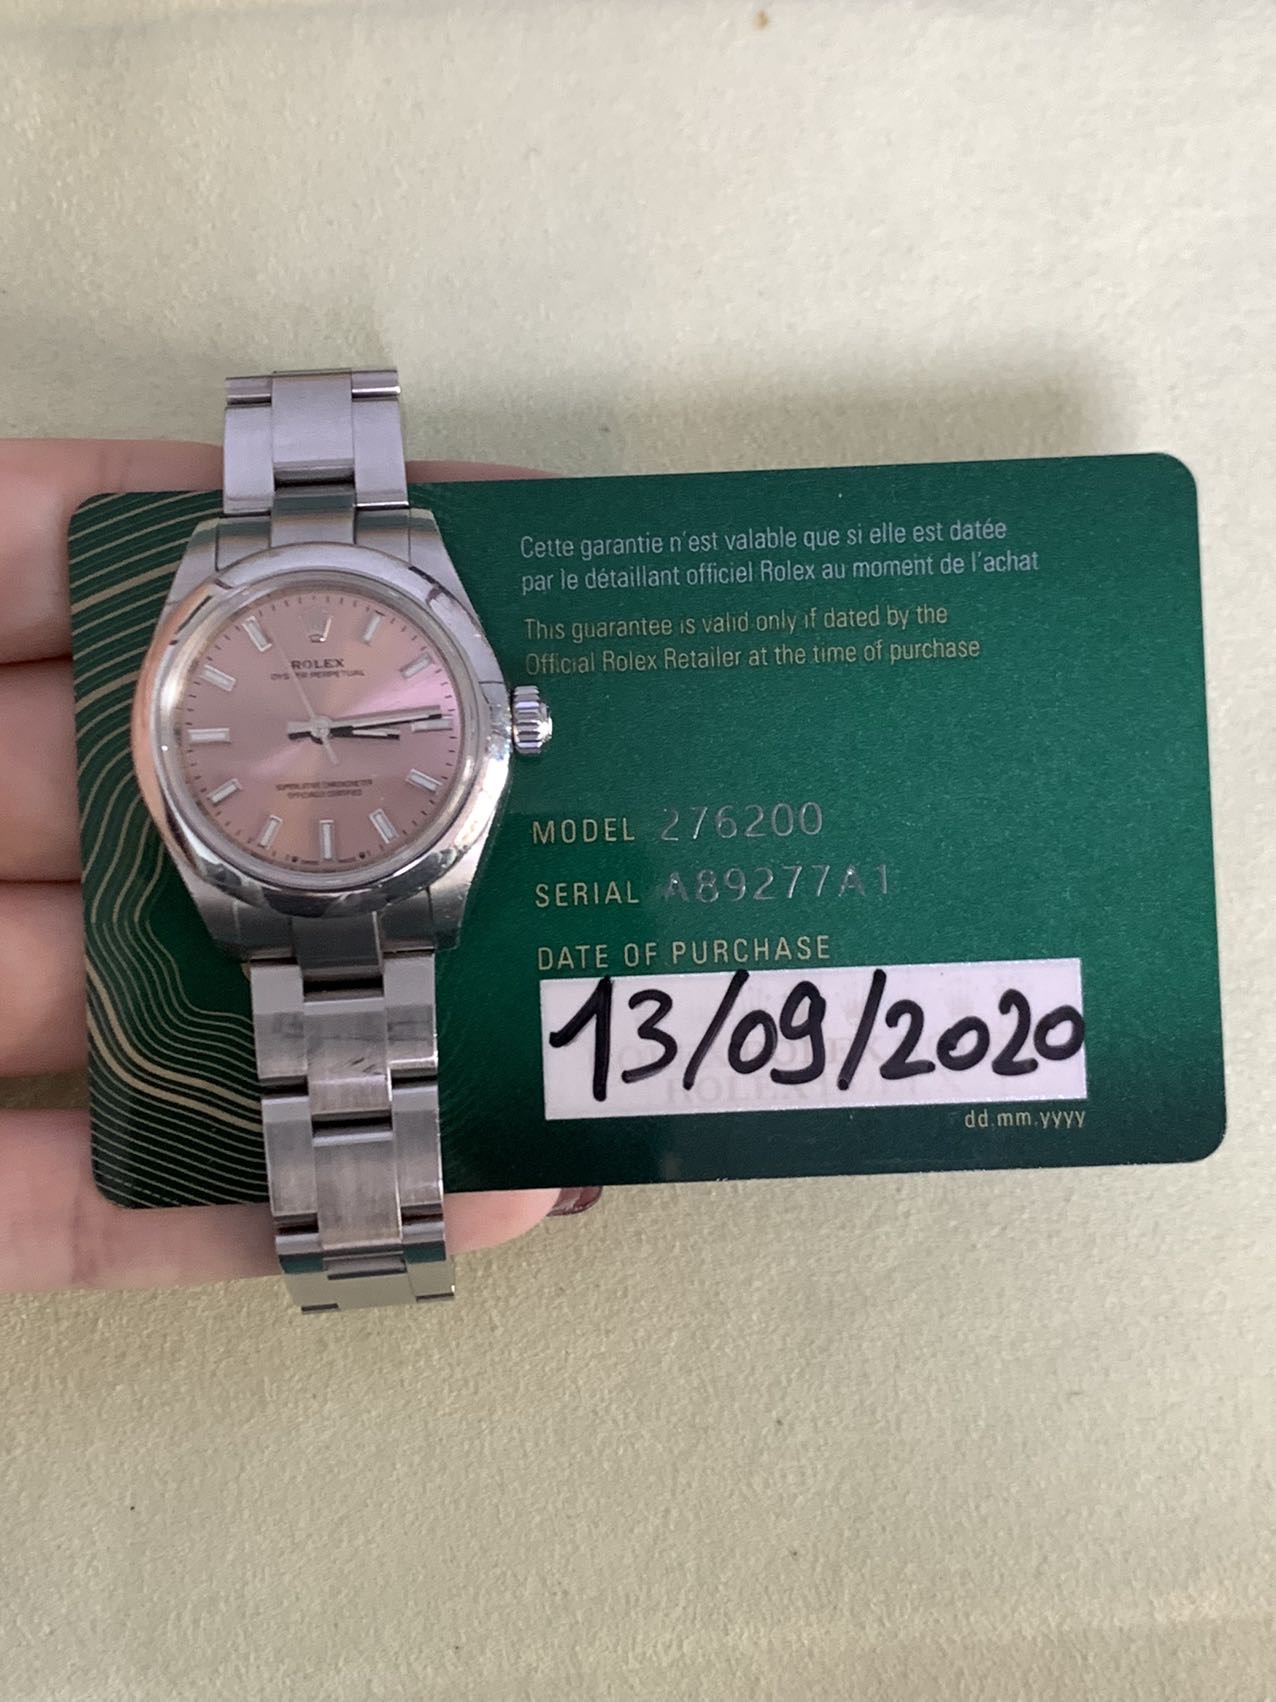 ROLEX
OYSTER PERPETUAL
SUPERLATIVE CHRONOMETER
OFFICIALLY CERTIFIED
Cette garantie n'est valable que si elle est datée
par le détaillant officiel Rolex au moment de l'achat
This guarantee is valid only if dated by the
Official Rolex Retailer at the time of purchase
MODEL 276200
SERIAL A89277A1
DATE OF PURCHASE
13/09/2020
dd.mm.yyyy